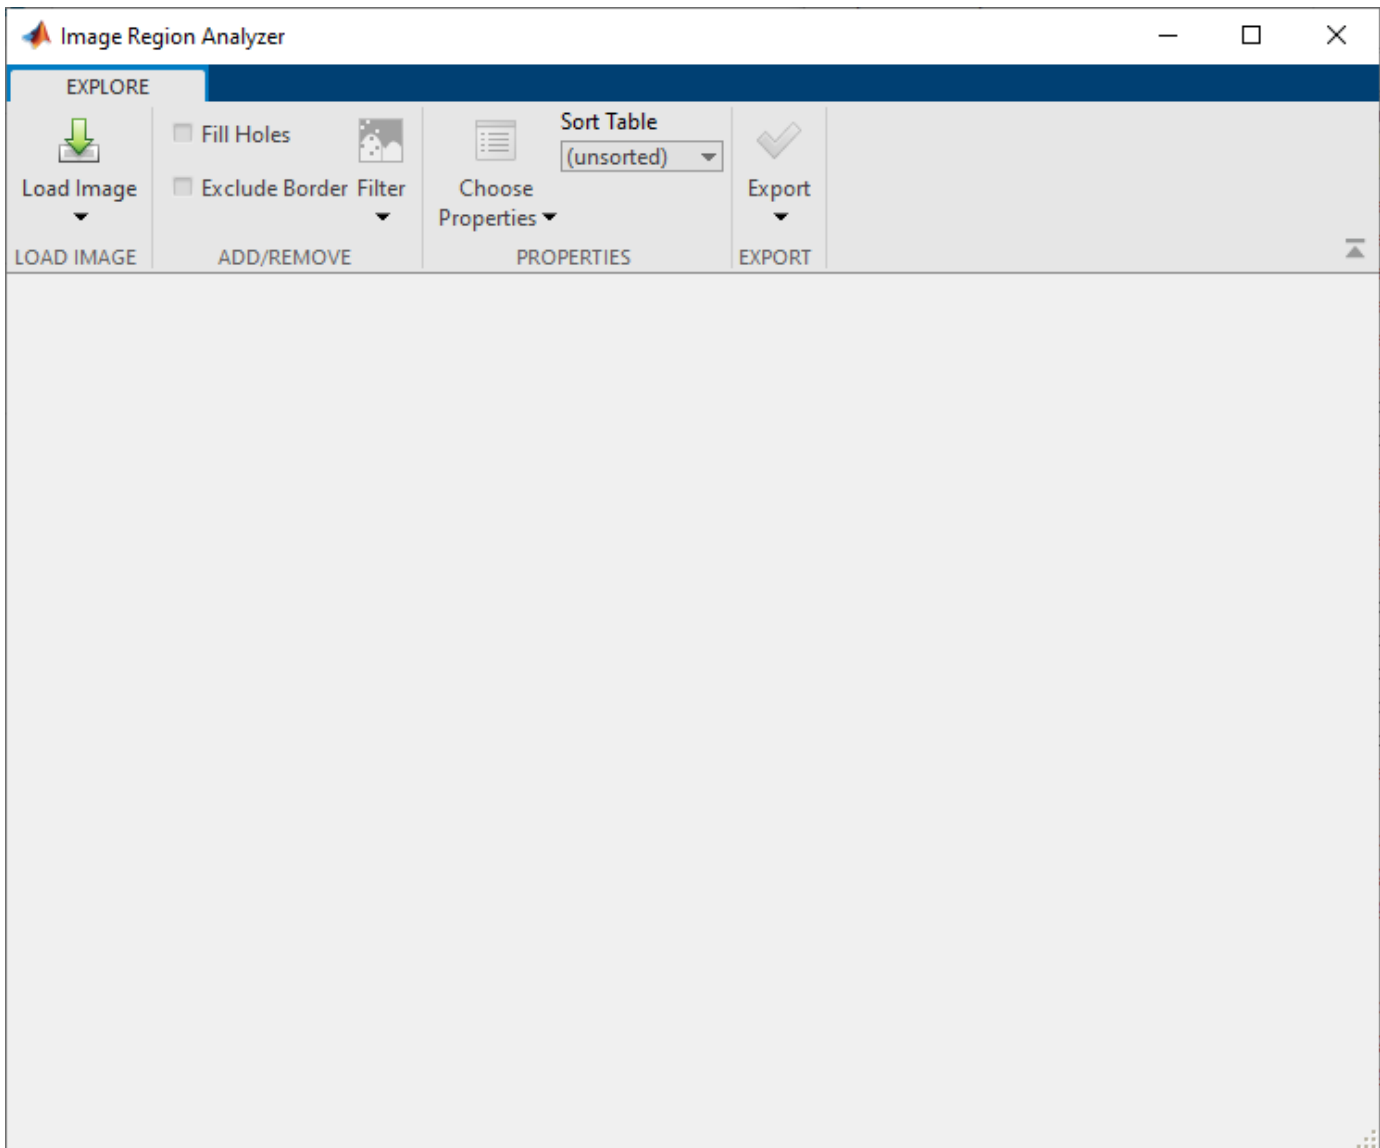 Image Region Analyzer
EXPLORE
Load Image
LOAD IMAGE
Fill Holes
Exclude Border
Filter
ADD/REMOVE
Choose
Properties
Sort Table
(unsorted)
PROPERTIES
Export
EXPORT